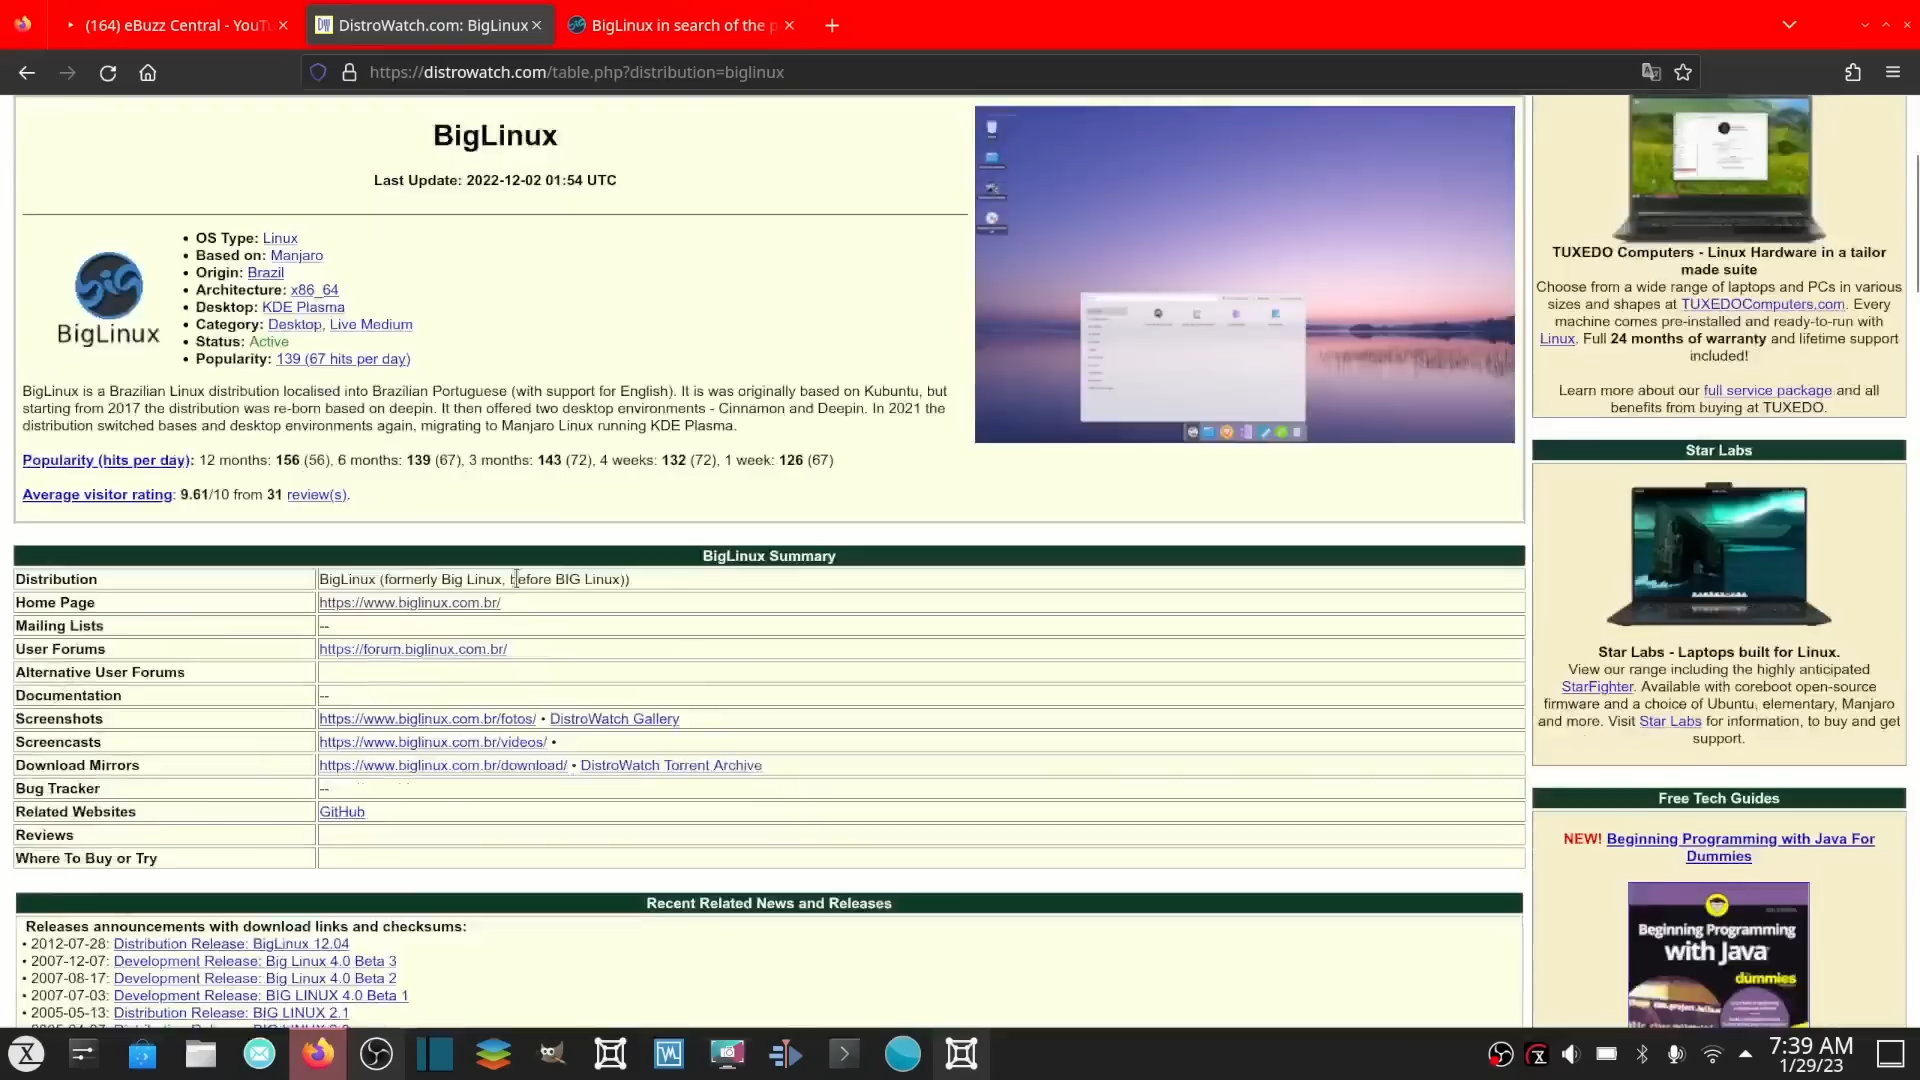 (164) eBuzz Central - YouTu
DistroWatch.com: BigLinux
BigLinux in search of the p
https://distrowatch.com/table.php?distribution=biglinux
BigLinux
Last Update: 2022-12-02 01:54 UTC
BigLinux
• OS Type: Linux
• Based on: Manjaro
• Origin: Brazil
• Architecture: x86_64
• Desktop: KDE Plasma
• Category: Desktop, Live Medium
• Status: Active
• Popularity: 139 (67 hits per day)
BigLinux is a Brazilian Linux distribution localised into Brazilian Portuguese (with support for English). It is was originally based on Kubuntu, but
starting from 2017 the distribution was re-born based on deepin. It then offered two desktop environments - Cinnamon and Deepin. In 2021 the
distribution switched bases and desktop environments again, migrating to Manjaro Linux running KDE Plasma.
Popularity (hits per day): 12 months: 156 (56), 6 months: 139 (67), 3 months: 143 (72), 4 weeks: 132 (72), 1 week: 126 (67)
Average visitor rating: 9.61/10 from 31 review(s).
BigLinux Summary
Distribution BigLinux (formerly Big Linux, before BIG Linux))
Home Page https://www.biglinux.com.br/
Mailing Lists --
User Forums https://forum.biglinux.com.br/
Alternative User Forums
Documentation --
Screenshots https://www.biglinux.com.br/fotos/ • DistroWatch Gallery
Screencasts https://www.biglinux.com.br/videos/ •
Download Mirrors https://www.biglinux.com.br/download/ • DistroWatch Torrent Archive
Bug Tracker --
Related Websites GitHub
Reviews
Where To Buy or Try
Recent Related News and Releases
Releases announcements with download links and checksums:
• 2012-07-28: Distribution Release: BigLinux 12.04
• 2007-12-07: Development Release: Big Linux 4.0 Beta 3
• 2007-08-17: Development Release: Big Linux 4.0 Beta 2
• 2007-07-03: Development Release: BIG LINUX 4.0 Beta 1
• 2005-05-13: Distribution Release: BIG LINUX 2.1
TUXEDO Computers - Linux Hardware in a tailor
made suite
Choose from a wide range of laptops and PCs in various
sizes and shapes at TUXEDOComputers.com. Every
machine comes pre-installed and ready-to-run with
Linux. Full 24 months of warranty and lifetime support
included!
Learn more about our full service package and all
benefits from buying at TUXEDO.
Star Labs
Star Labs - Laptops built for Linux.
View our range including the highly anticipated
StarFighter. Available with coreboot open-source
firmware and a choice of Ubuntu, elementary, Manjaro
and more. Visit Star Labs for information, to buy and get
support.
Free Tech Guides
NEW! Beginning Programming with Java For
Dummies
Beginning Programming
with Java
dummies
7:39 AM
1/29/23